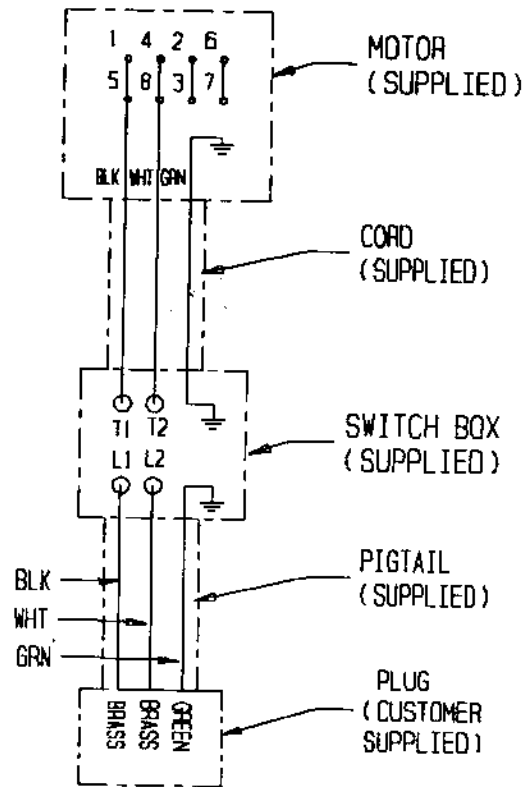 1 4 2 6
5 8 3 7
MOTOR
(SUPPLIED)
BLK WHT GRN
CORD
(SUPPLIED)
T1 T2
L1 L2
SWITCH BOX
(SUPPLIED)
BLK
WHT
GRN
PIGTAIL
(SUPPLIED)
BRASS
BRASS
GREEN
PLUG
(CUSTOMER
SUPPLIED)